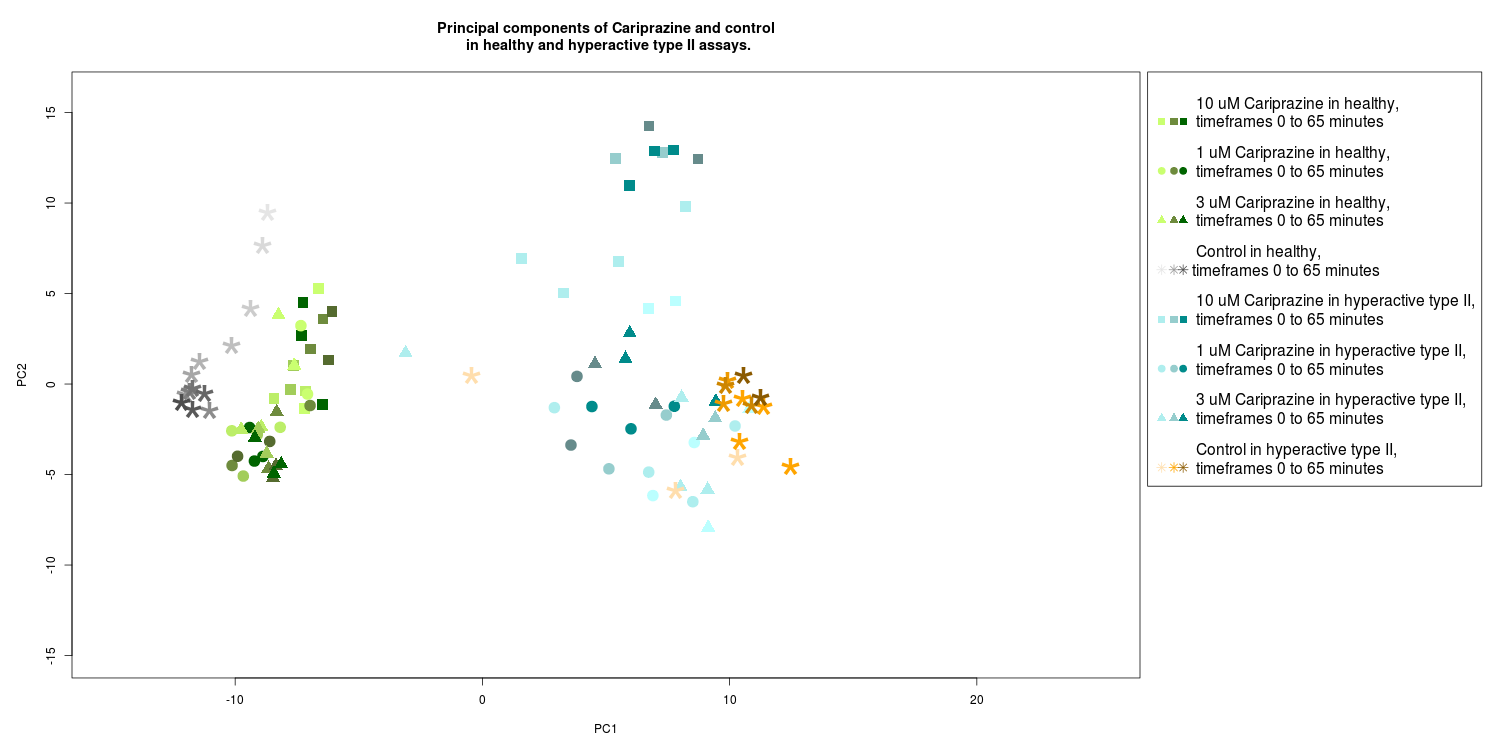 Principal components of Cariprazine and control
in healthy and hyperactive type II assays.
15
10
5
0
-5
-10
-15
PC2
-10
0
10
20
PC1
10 uM Cariprazine in healthy,
timeframes 0 to 65 minutes
1 uM Cariprazine in healthy,
timeframes 0 to 65 minutes
3 uM Cariprazine in healthy,
timeframes 0 to 65 minutes
Control in healthy,
timeframes 0 to 65 minutes
10 uM Cariprazine in hyperactive type II,
timeframes 0 to 65 minutes
1 uM Cariprazine in hyperactive type II,
timeframes 0 to 65 minutes
3 uM Cariprazine in hyperactive type II,
timeframes 0 to 65 minutes
Control in hyperactive type II,
timeframes 0 to 65 minutes